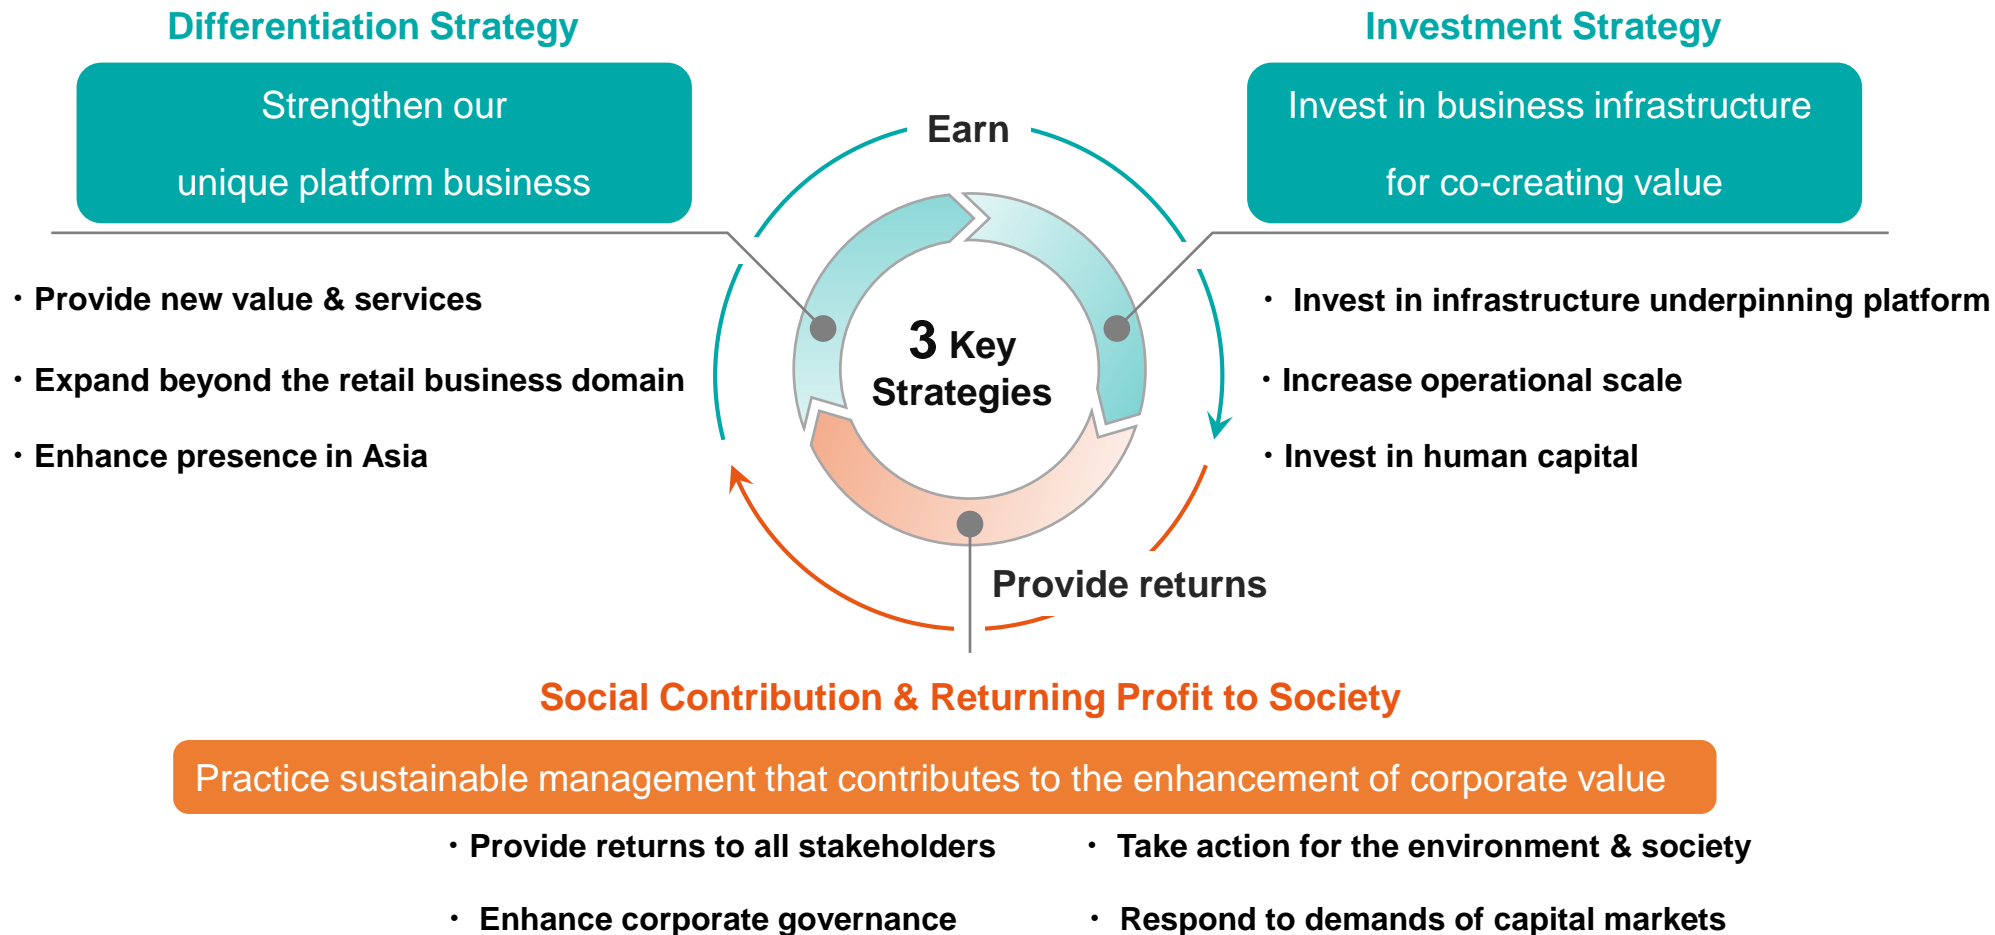 Differentiation Strategy
Strengthen our
unique platform business
・Provide new value & services
・Expand beyond the retail business domain
・Enhance presence in Asia
Earn
3 Key
Strategies
Provide returns
Investment Strategy
Invest in business infrastructure
for co-creating value
・ Invest in infrastructure underpinning platform
・Increase operational scale
・Invest in human capital
Social Contribution & Returning Profit to Society
Practice sustainable management that contributes to the enhancement of corporate value
・Provide returns to all stakeholders
・ Take action for the environment & society
・ Enhance corporate governance
・ Respond to demands of capital markets